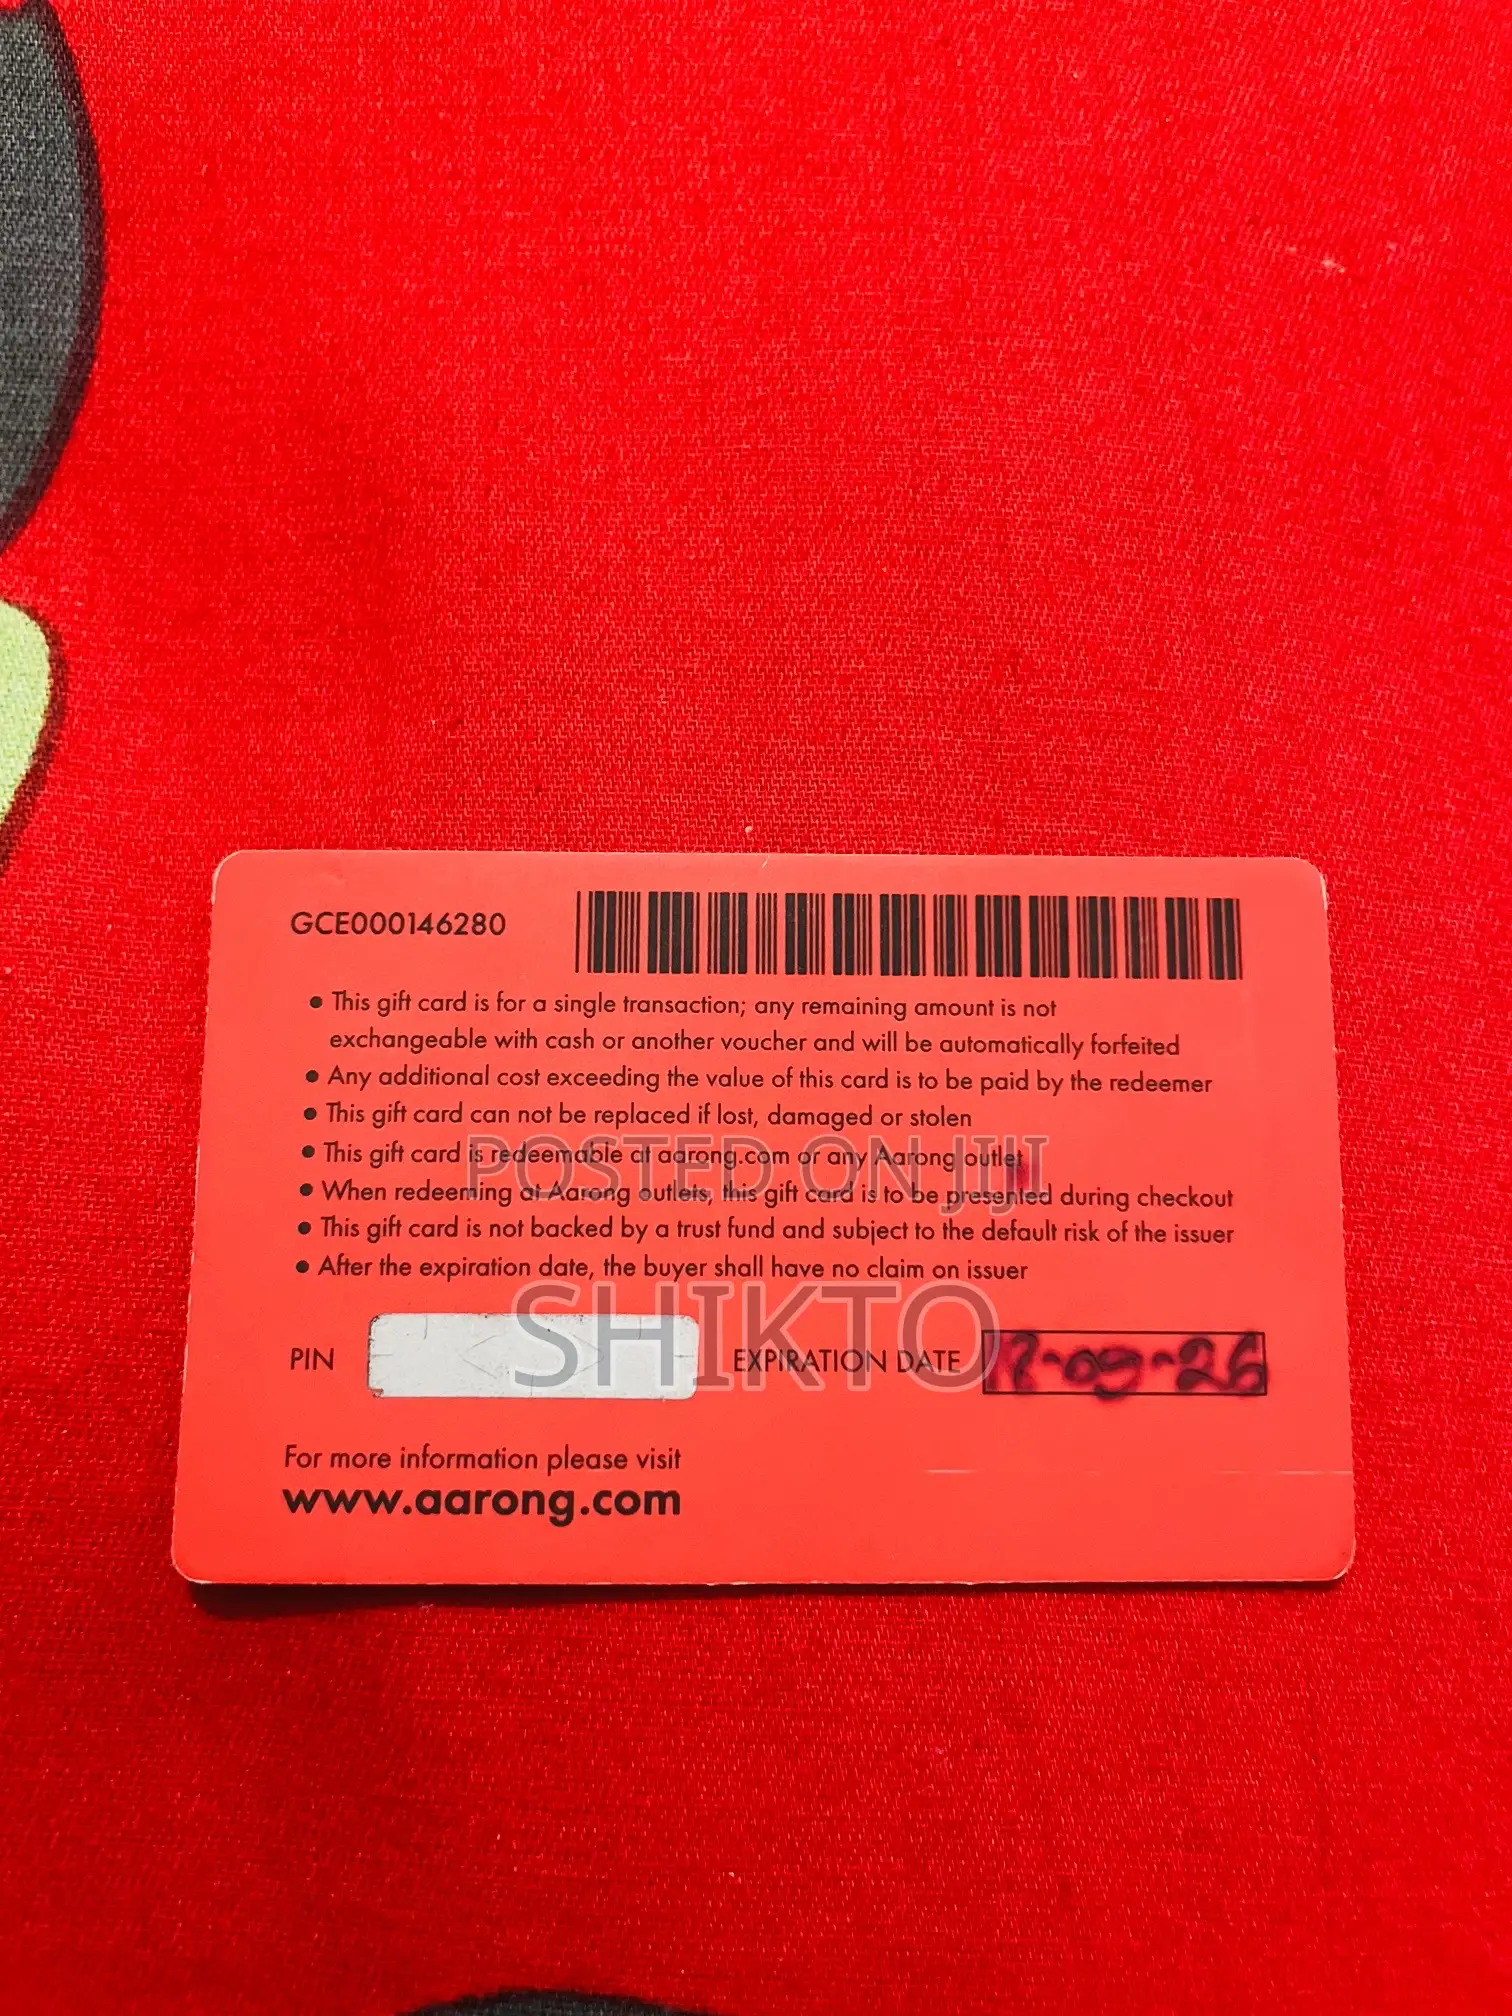 GCE000146280
• This gift card is for a single transaction; any remaining amount is not
exchangeable with cash or another voucher and will be automatically forfeited
• Any additional cost exceeding the value of this card is to be paid by the redeemer
• This gift card can not be replaced if lost, damaged or stolen
• This gift card is redeemable at aarong.com or any Aarong outlet
• When redeeming at Aarong outlets, this gift card is to be presented during checkout
• This gift card is not backed by a trust fund and subject to the default risk of the issuer
• After the expiration date, the buyer shall have no claim on issuer
POSTED ON JIJI
SHIKTO
PIN
EXPIRATION DATE
For more information please visit
www.aarong.com